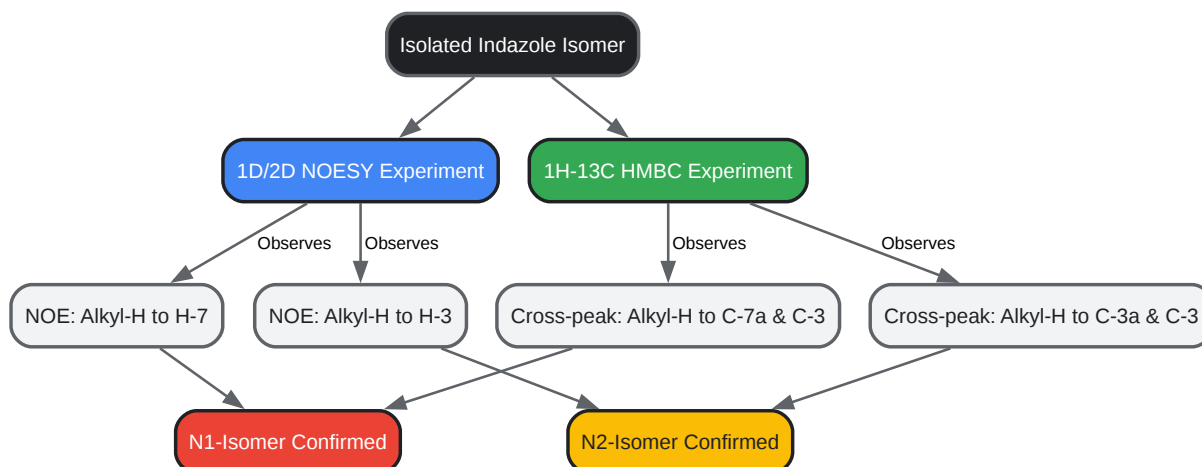 Isolated Indazole Isomer
1D/2D NOESY Experiment
1H-13C HMBC Experiment
Observes
Observes
Observes
Observes
NOE: Alkyl-H to H-7
NOE: Alkyl-H to H-3
Cross-peak: Alkyl-H to C-7a & C-3
Cross-peak: Alkyl-H to C-3a & C-3
N1-Isomer Confirmed
N2-Isomer Confirmed